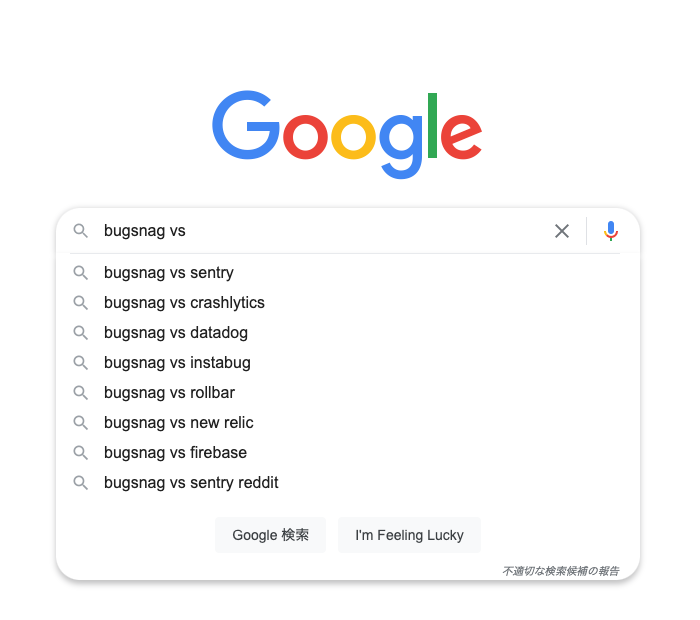 Google
bugsnag vs
bugsnag vs sentry
bugsnag vs crashlytics
bugsnag vs datadog
bugsnag vs instabug
bugsnag vs rollbar
bugsnag vs new relic
bugsnag vs firebase
bugsnag vs sentry reddit
Google 検索 I'm Feeling Lucky
不適切な検索候補の報告